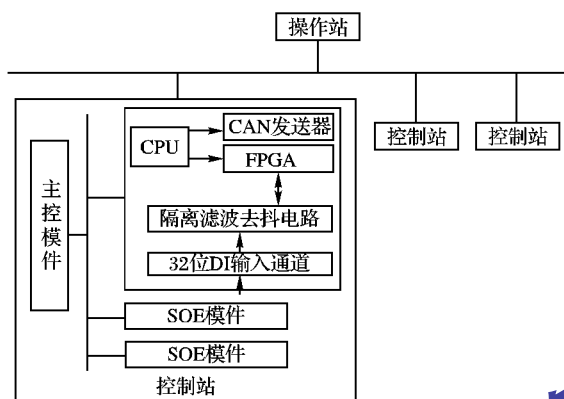 操作站
控制站
控制站
CAN发送器
CPU
FPGA
主控模件
隔离滤波去抖电路
32位DI输入通道
SOE模件
SOE模件
控制站